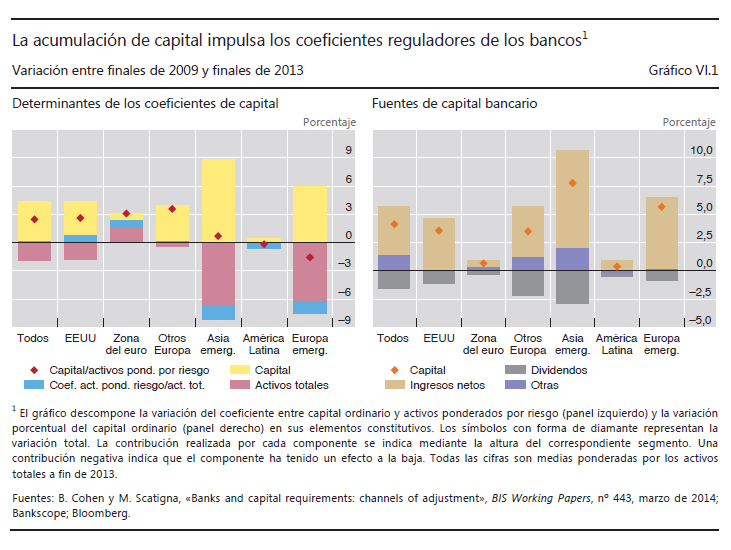 La acumulación de capital impulsa los coeficientes reguladores de los bancos1
Variación entre finales de 2009 y finales de 2013
Gráfico VI.1
Determinantes de los coeficientes de capital
Porcentaje
9
6
3
0
–3
–6
–9
Todos
EEUU
Zona del euro
Otros Europa
Asia emerg.
América Latina
Europa emerg.
Capital/activos pond. por riesgo
Capital
Coef. act. pond. riesgo/act. tot.
Activos totales
Fuentes de capital bancario
Porcentaje
10,0
7,5
5,0
2,5
0,0
–2,5
–5,0
Todos
EEUU
Zona del euro
Otros Europa
Asia emerg.
América Latina
Europa emerg.
Capital
Dividendos
Ingresos netos
Otras
1 El gráfico descompone la variación del coeficiente entre capital ordinario y activos ponderados por riesgo (panel izquierdo) y la variación
porcentual del capital ordinario (panel derecho) en sus elementos constitutivos. Los símbolos con forma de diamante representan la
variación total. La contribución realizada por cada componente se indica mediante la altura del correspondiente segmento. Una
contribución negativa indica que el componente ha tenido un efecto a la baja. Todas las cifras son medias ponderadas por los activos
totales a fin de 2013.
Fuentes: B. Cohen y M. Scatigna, «Banks and capital requirements: channels of adjustment», BIS Working Papers, nº 443, marzo de 2014;
Bankscope; Bloomberg.